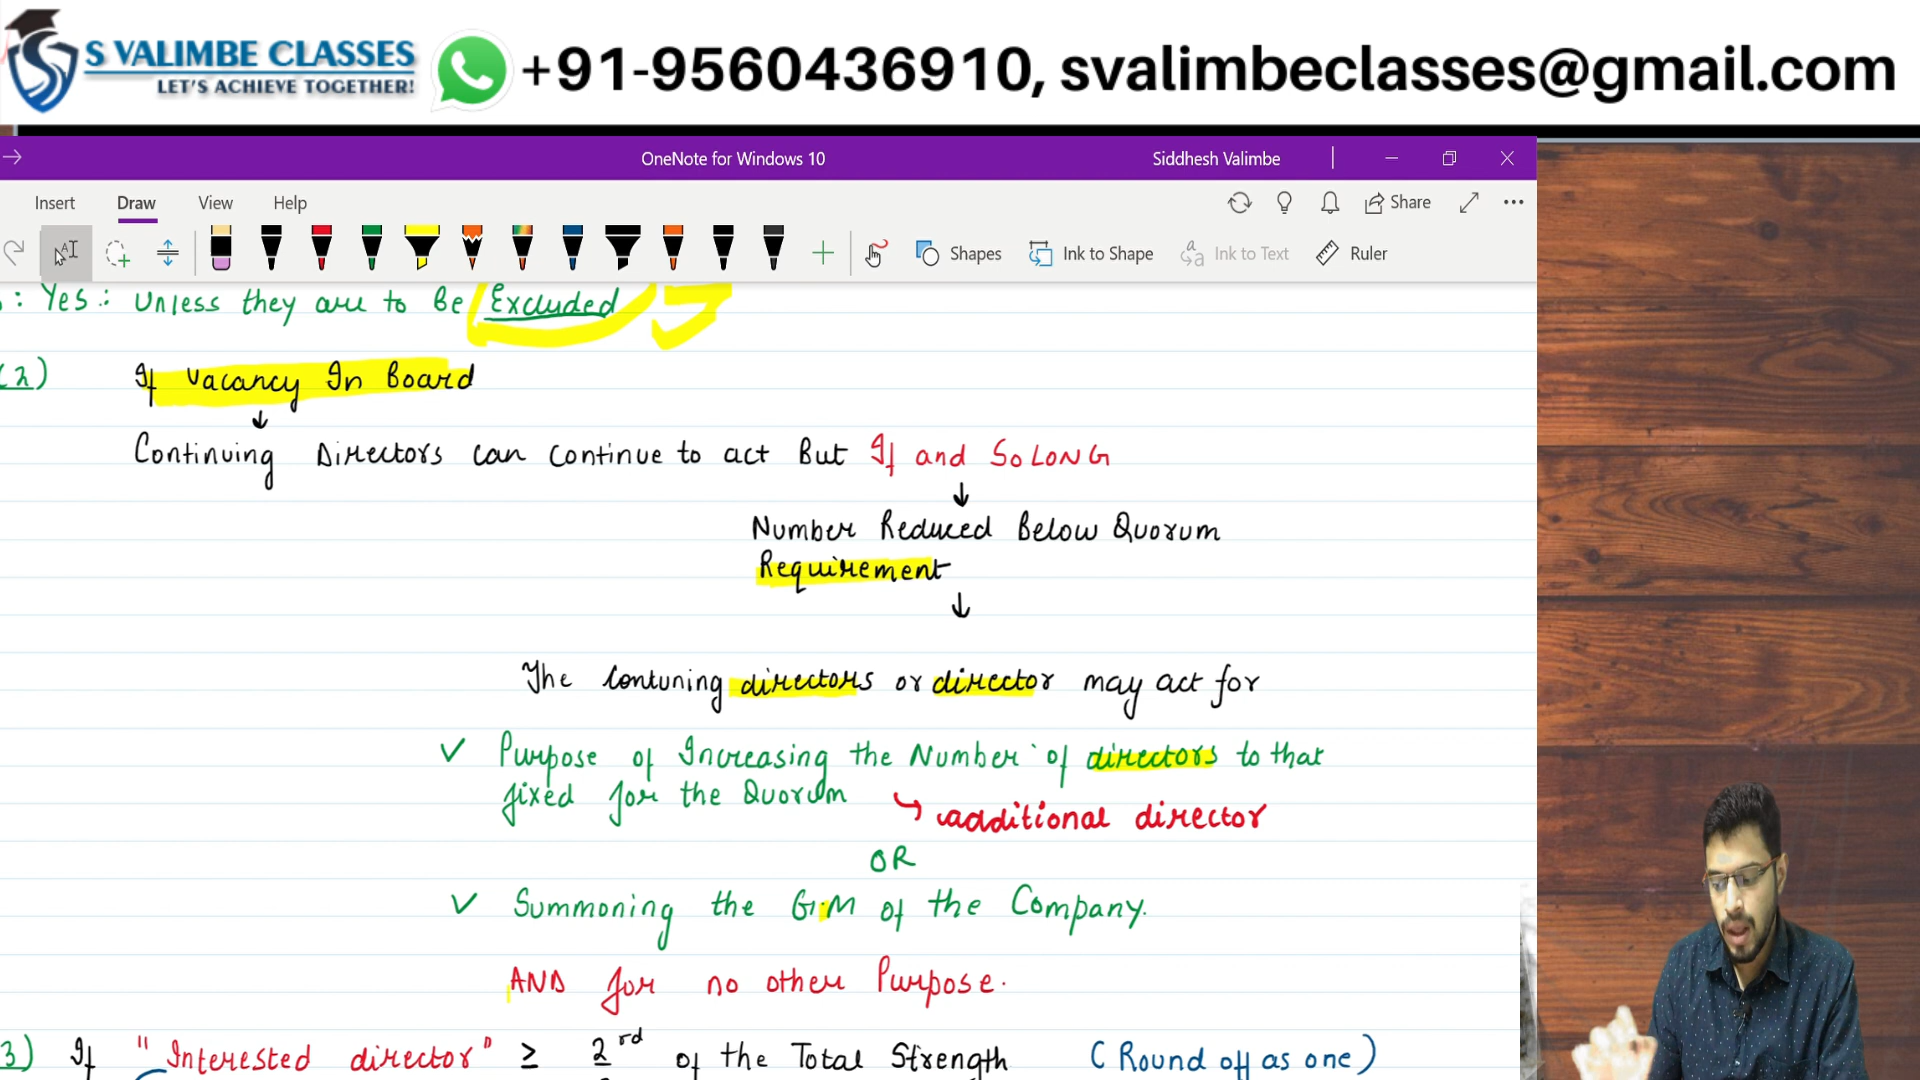 S VALIMBE CLASSES
LET'S ACHIEVE TOGETHER!
+91-9560436910, svalimbeclasses@gmail.com
OneNote for Windows 10
Siddhesh Valimbe
Insert Draw View Help
Share
Shapes Ink to Shape Ink to Text Ruler
: Yes : Unless they are to be Excluded
(2) If Vacancy In Board
Continuing Directors can continue to act But If and SO LONG
Number Reduced Below Quorum
Requirement
The contuning directors or director may act for
✓ Purpose of Increasing the Number of directors to that
fixed for the Quorum
additional director
OR
✓ Summoning the G.M of the Company.
AND for no other Purpose.
3) If "Interested director" ≥ 2 rd of the Total Strength (Round off as one)